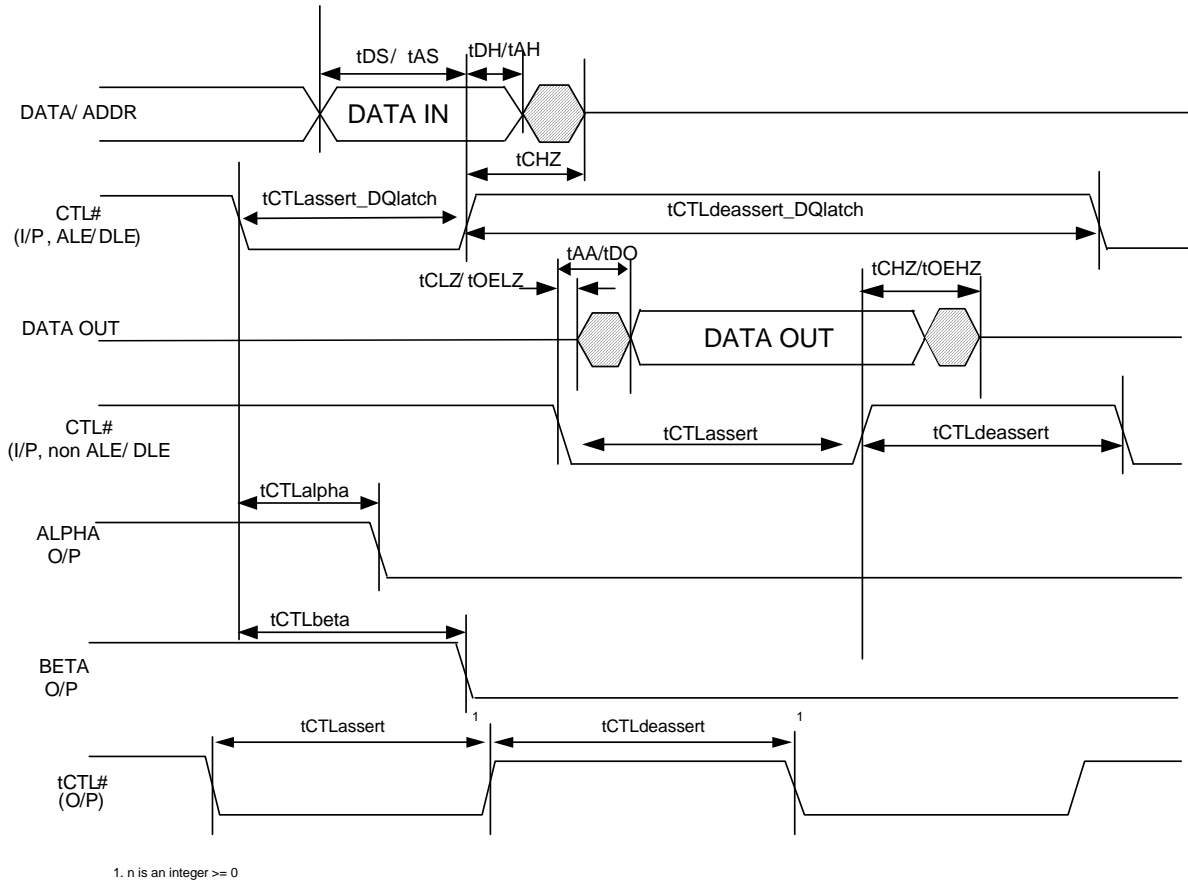 tDS/ tAS
tDH/tAH
DATA/ ADDR
DATA IN
tCHZ
tCTLassert_DQlatch
tCTLdeassert_DQlatch
CTL#
(I/P, ALE/DLE)
tAA/tDO
tCLZ/ tOELZ
tCHZ/tOEHZ
DATA OUT
DATA OUT
CTL#
(I/P, non ALE/ DLE
tCTLassert
tCTLdeassert
tCTLalpha
ALPHA
O/P
tCTLbeta
BETA
O/P
tCTLassert 1
tCTLdeassert 1
tCTL#
(O/P)
1. n is an integer >= 0